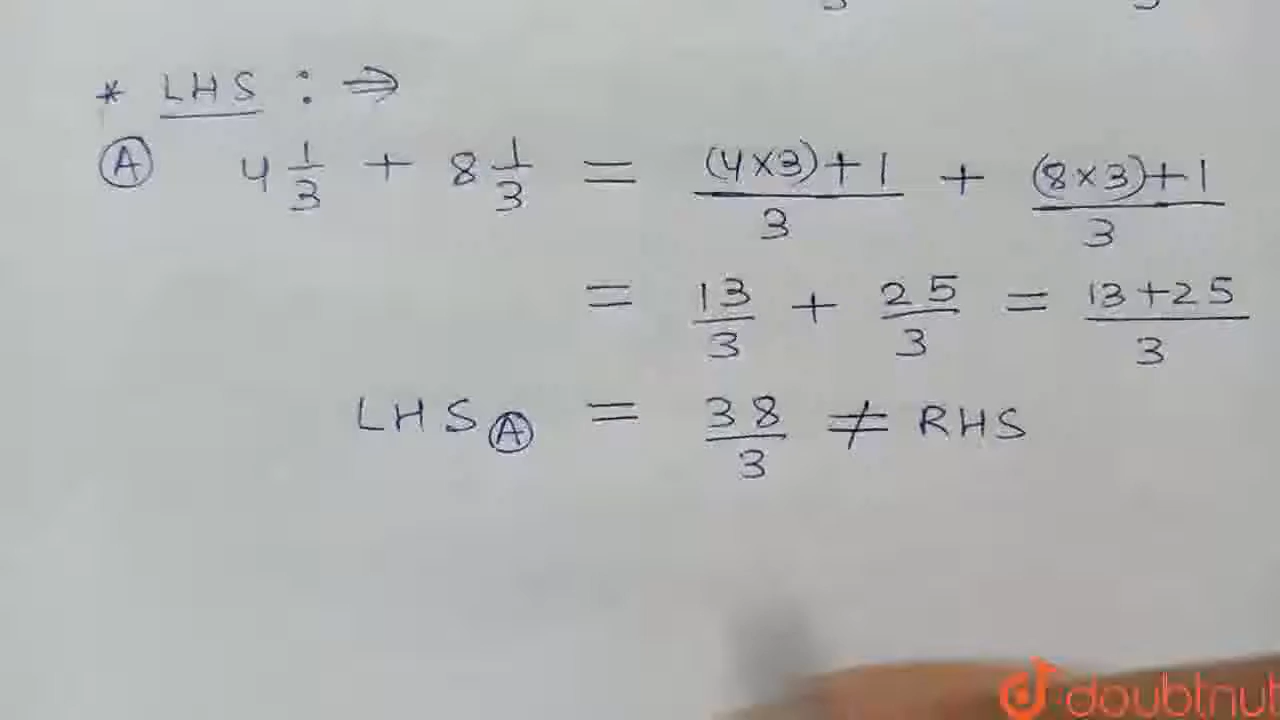 * LHS : ⇒
Ⓐ 4 1/3 + 8 1/3 = (4×3)+1/3 + (8×3)+1/3
= 13/3 + 25/3 = 13+25/3
LHS Ⓐ = 38/3 ≠ RHS
doubtnut